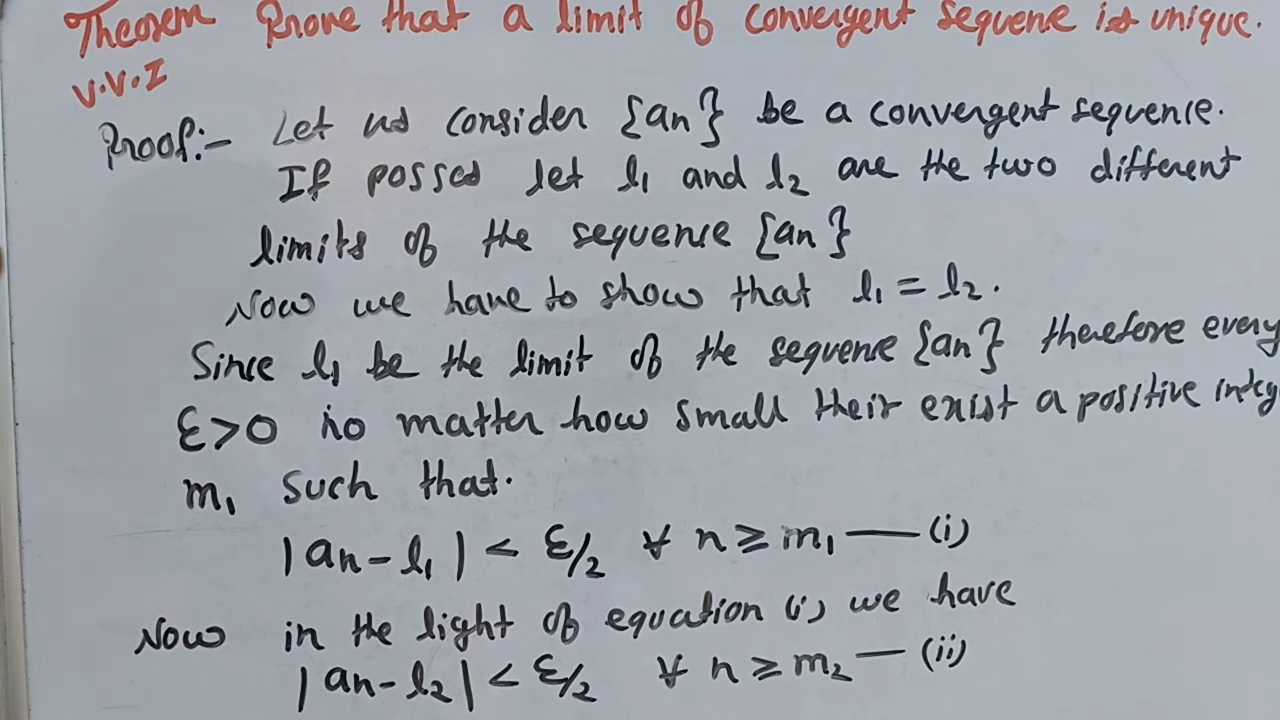 Theorem Prove that a limit of convergent sequene is unique.
V.V.I
Proof:- Let us consider {an} be a convergent sequence.
If possed let l1 and l2 are the two different
limits of the sequence {an}
Now we have to show that l1 = l2.
Since l1 be the limit of the sequene {an} therefore every
ε>0 no matter how small their exist a positive integ
m1 such that.
|an-l1| < ε/2 ∀ n≥m1 — (i)
Now in the light of equation (i) we have
|an-l2| < ε/2 ∀ n≥m2 — (ii)